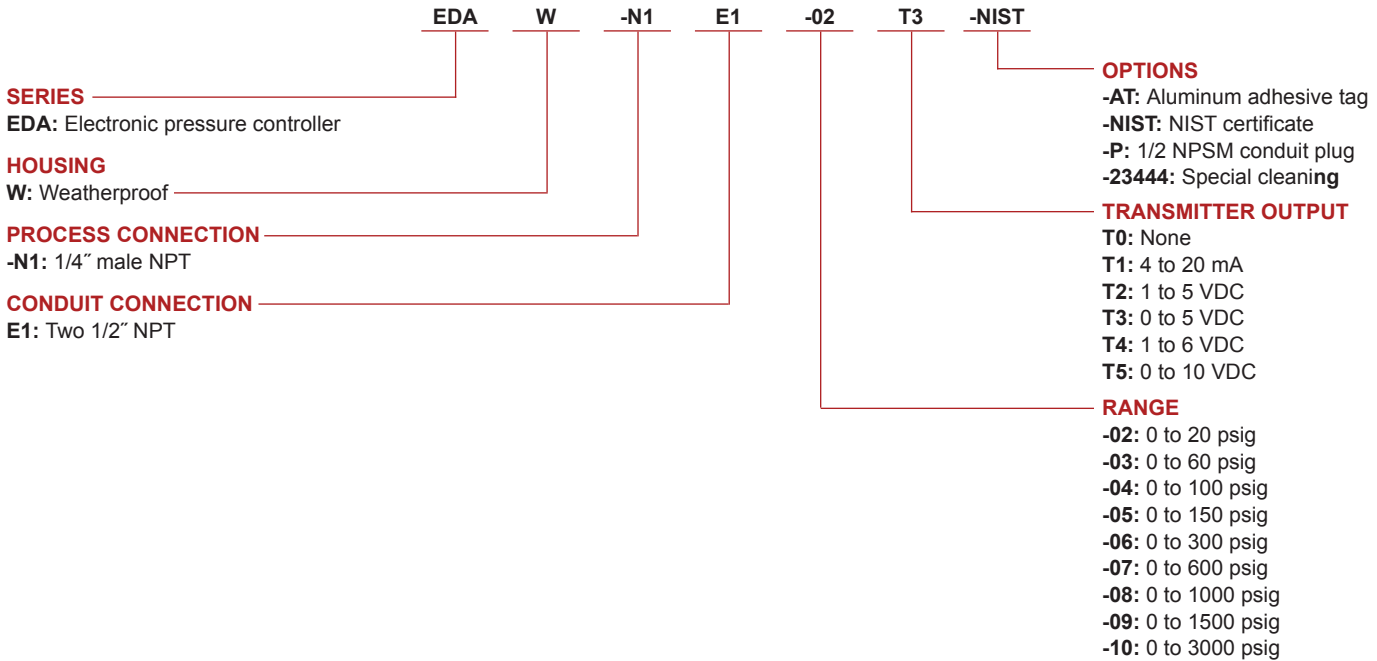 EDA W -N1 E1 -02 T3 -NIST
SERIES
EDA: Electronic pressure controller
HOUSING
W: Weatherproof
PROCESS CONNECTION
-N1: 1/4˝ male NPT
CONDUIT CONNECTION
E1: Two 1/2˝ NPT
OPTIONS
-AT: Aluminum adhesive tag
-NIST: NIST certificate
-P: 1/2 NPSM conduit plug
-23444: Special cleaning
TRANSMITTER OUTPUT
T0: None
T1: 4 to 20 mA
T2: 1 to 5 VDC
T3: 0 to 5 VDC
T4: 1 to 6 VDC
T5: 0 to 10 VDC
RANGE
-02: 0 to 20 psig
-03: 0 to 60 psig
-04: 0 to 100 psig
-05: 0 to 150 psig
-06: 0 to 300 psig
-07: 0 to 600 psig
-08: 0 to 1000 psig
-09: 0 to 1500 psig
-10: 0 to 3000 psig